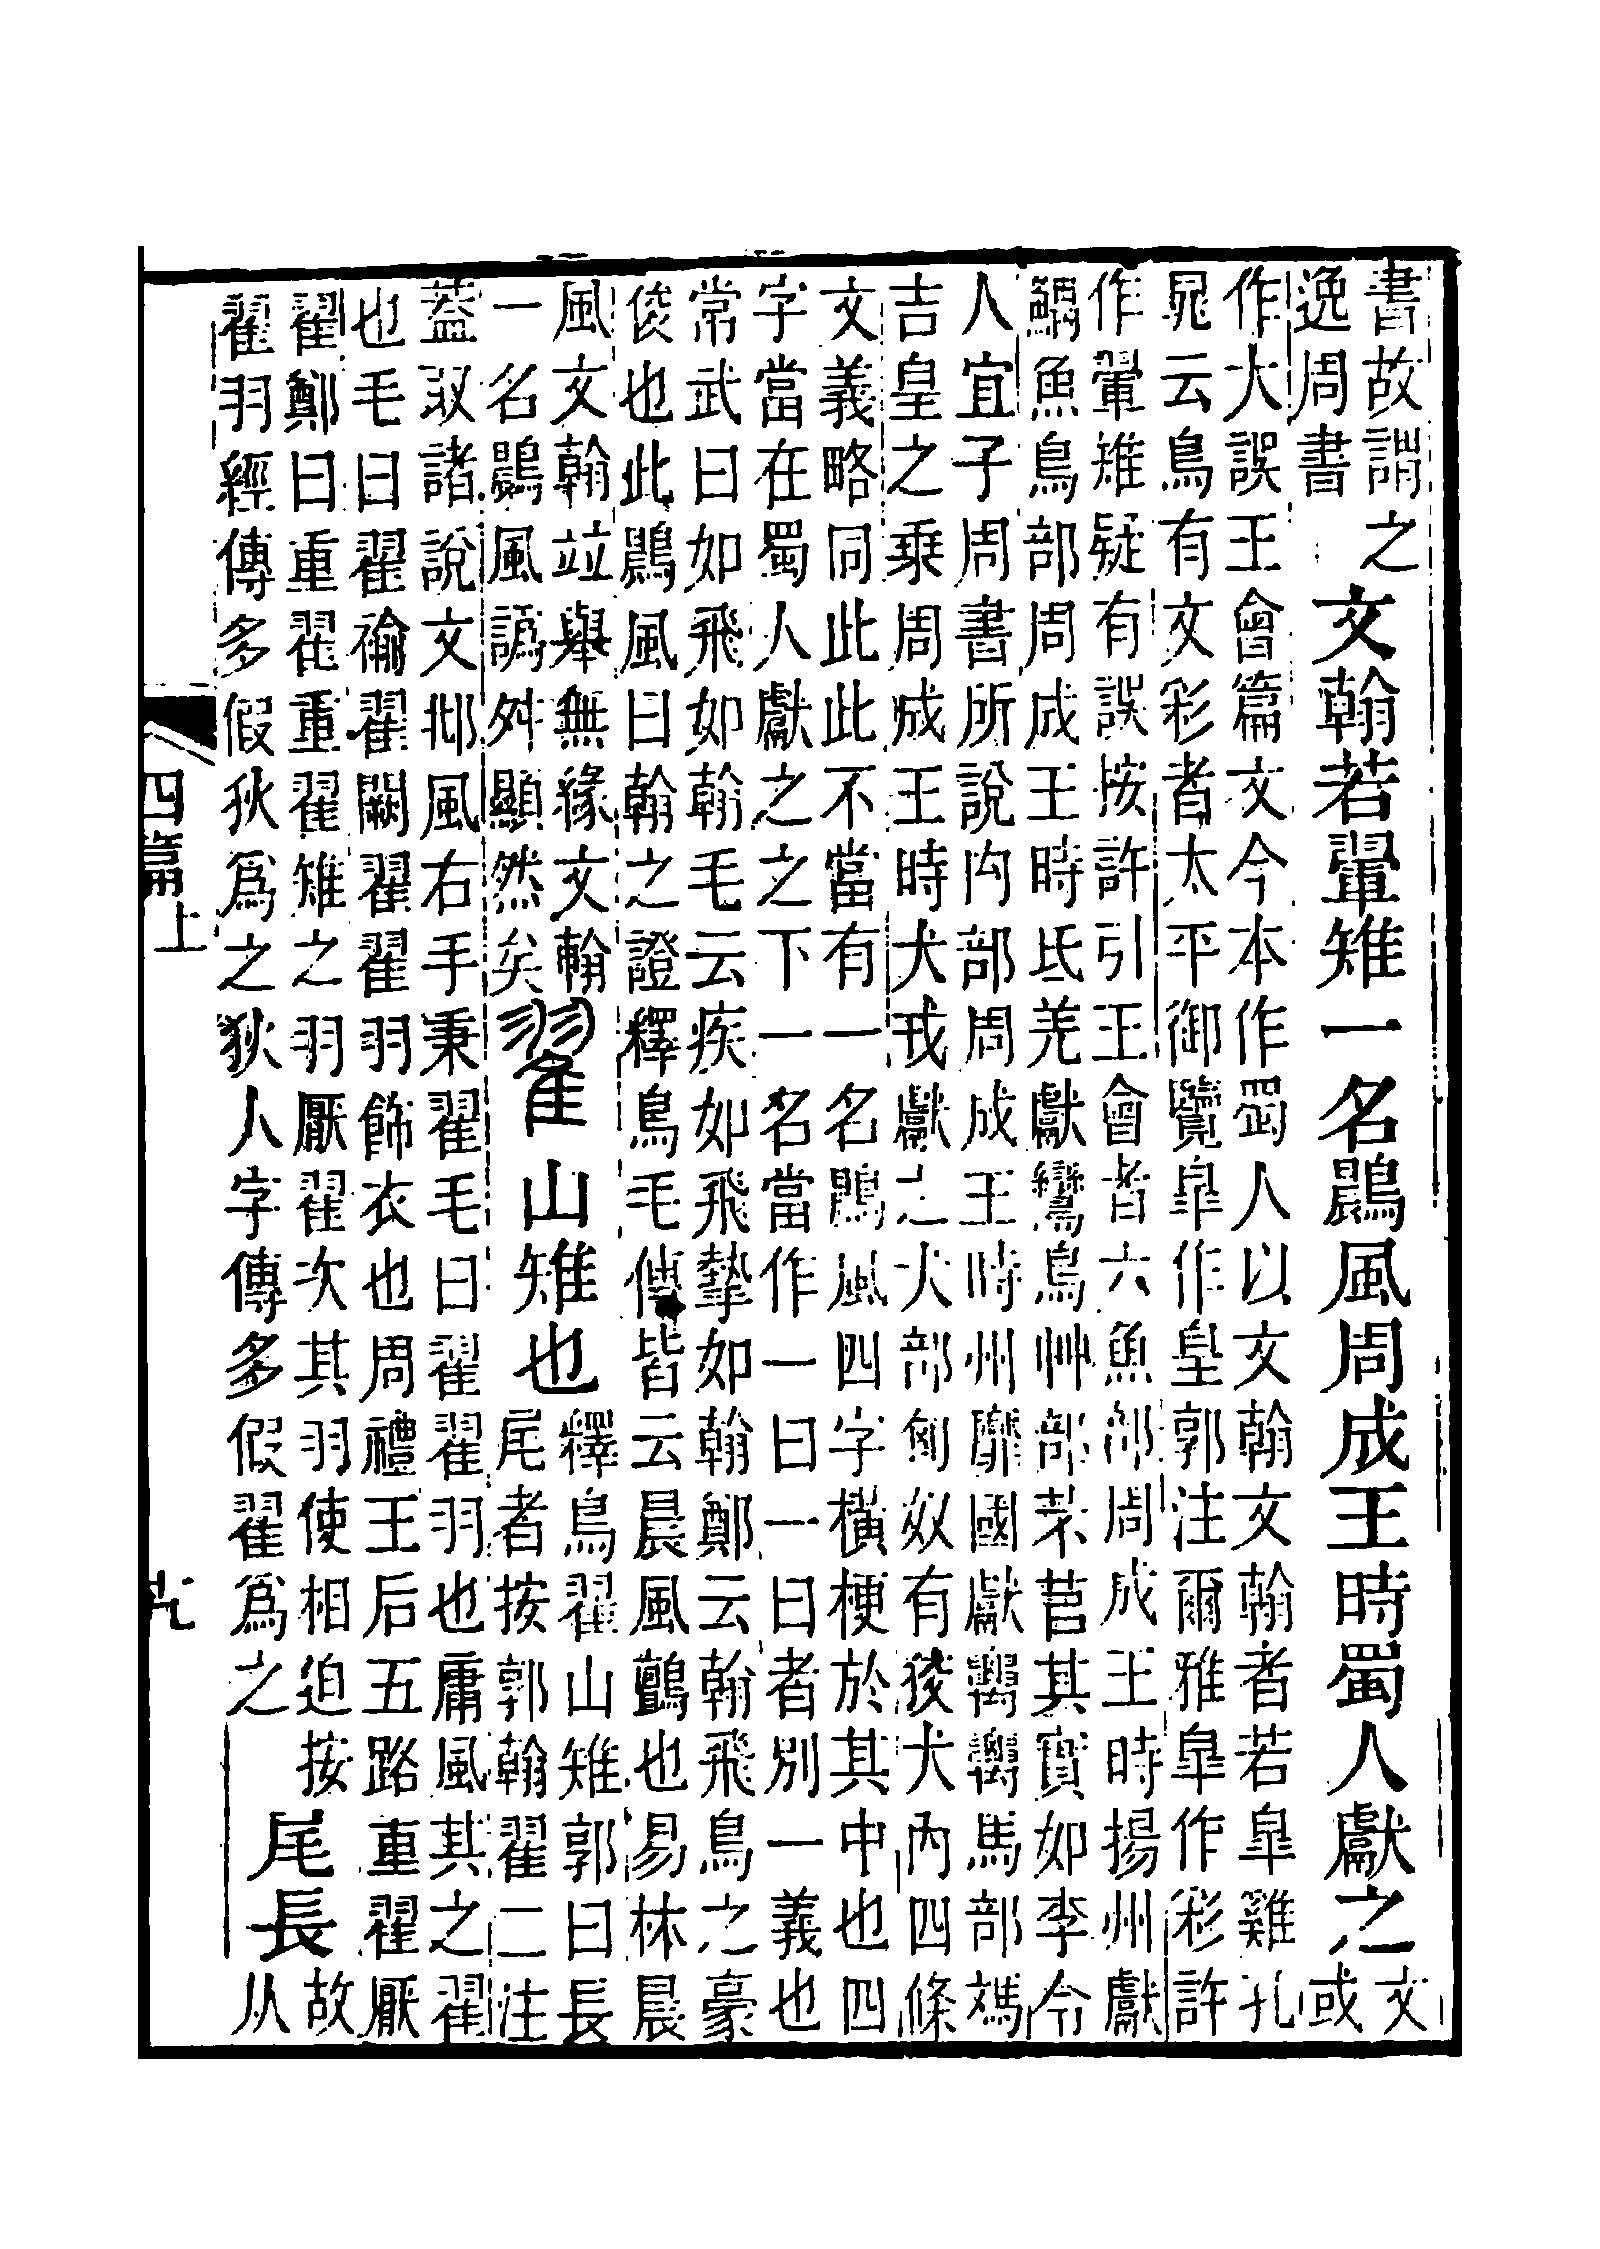 書故謂之
逸周書
文翰若翬雉一名鷐風周成王時蜀人獻之
文
或
作大誤王會篇文今本作蜀人以文翰文翰者若皐雞孔
晁云鳥有文彩者太平御覽皐作皇郭注爾雅皐作彩許
作翬雉疑有誤按許引王會者六魚部周成王時揚州獻
鰅魚鳥部周成王時氐羌獻鸞鳥艸部芣苢其實如李令
人宜子周書所說內部周成王時州靡國獻𥜿𥜿馬部
吉皇之乘周成王時犬戎獻之犬部匈奴有狻犬內四條
文義略同此此不當有一名鷐風四字橫梗於其中也四
字當在蜀人獻之之下一名當作一曰一曰者別一義也
常武曰如飛如翰毛云疾如飛摯如翰鄭云翰飛鳥之豪
俊也此鷐風曰翰之證釋鳥毛傳皆云晨風鸇也易林晨
風文翰竝舉無緣文翰
一名鷐風譌舛顯然矣
翟山雉也
釋鳥翟山雉郭曰長
尾者按郭翰翟二注
葢㕛諸說文邶風右手秉翟毛曰翟翟羽也庸風其之翟
也毛曰翟褕翟闕翟翟羽飾衣也周禮王后五路重翟厭
翟鄭曰重翟重翟雉之羽厭翟次其羽使相迫按
翟羽經傳多假狄爲之狄人字傳多假翟爲之
尾長
故
从
四篇上
九